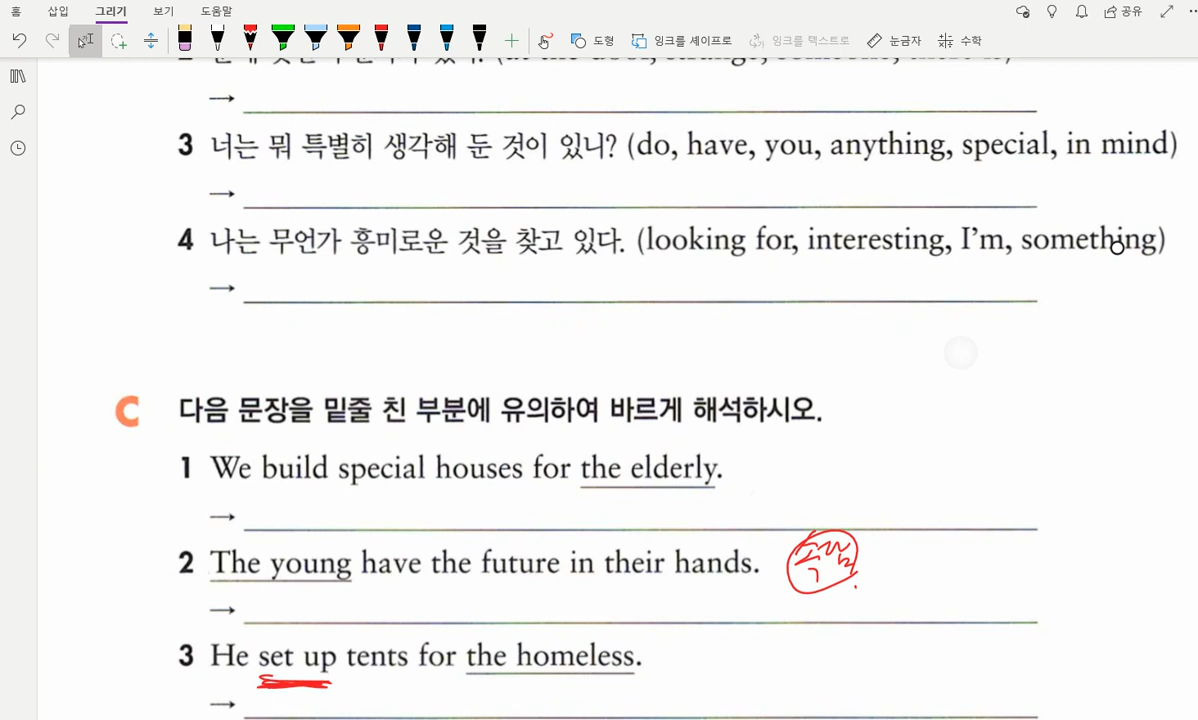 홈 삽입 그리기 보기 도움말 공유
도형 잉크를 셰이프로 잉크를 텍스트로 눈금자 수학
3 너는 뭐 특별히 생각해 둔 것이 있니? (do, have, you, anything, special, in mind)
→
4 나는 무언가 흥미로운 것을 찾고 있다. (looking for, interesting, I'm, something)
→
C 다음 문장을 밑줄 친 부분에 유의하여 바르게 해석하시오.
1 We build special houses for the elderly.
→
2 The young have the future in their hands. 속담.
→
3 He set up tents for the homeless.
→